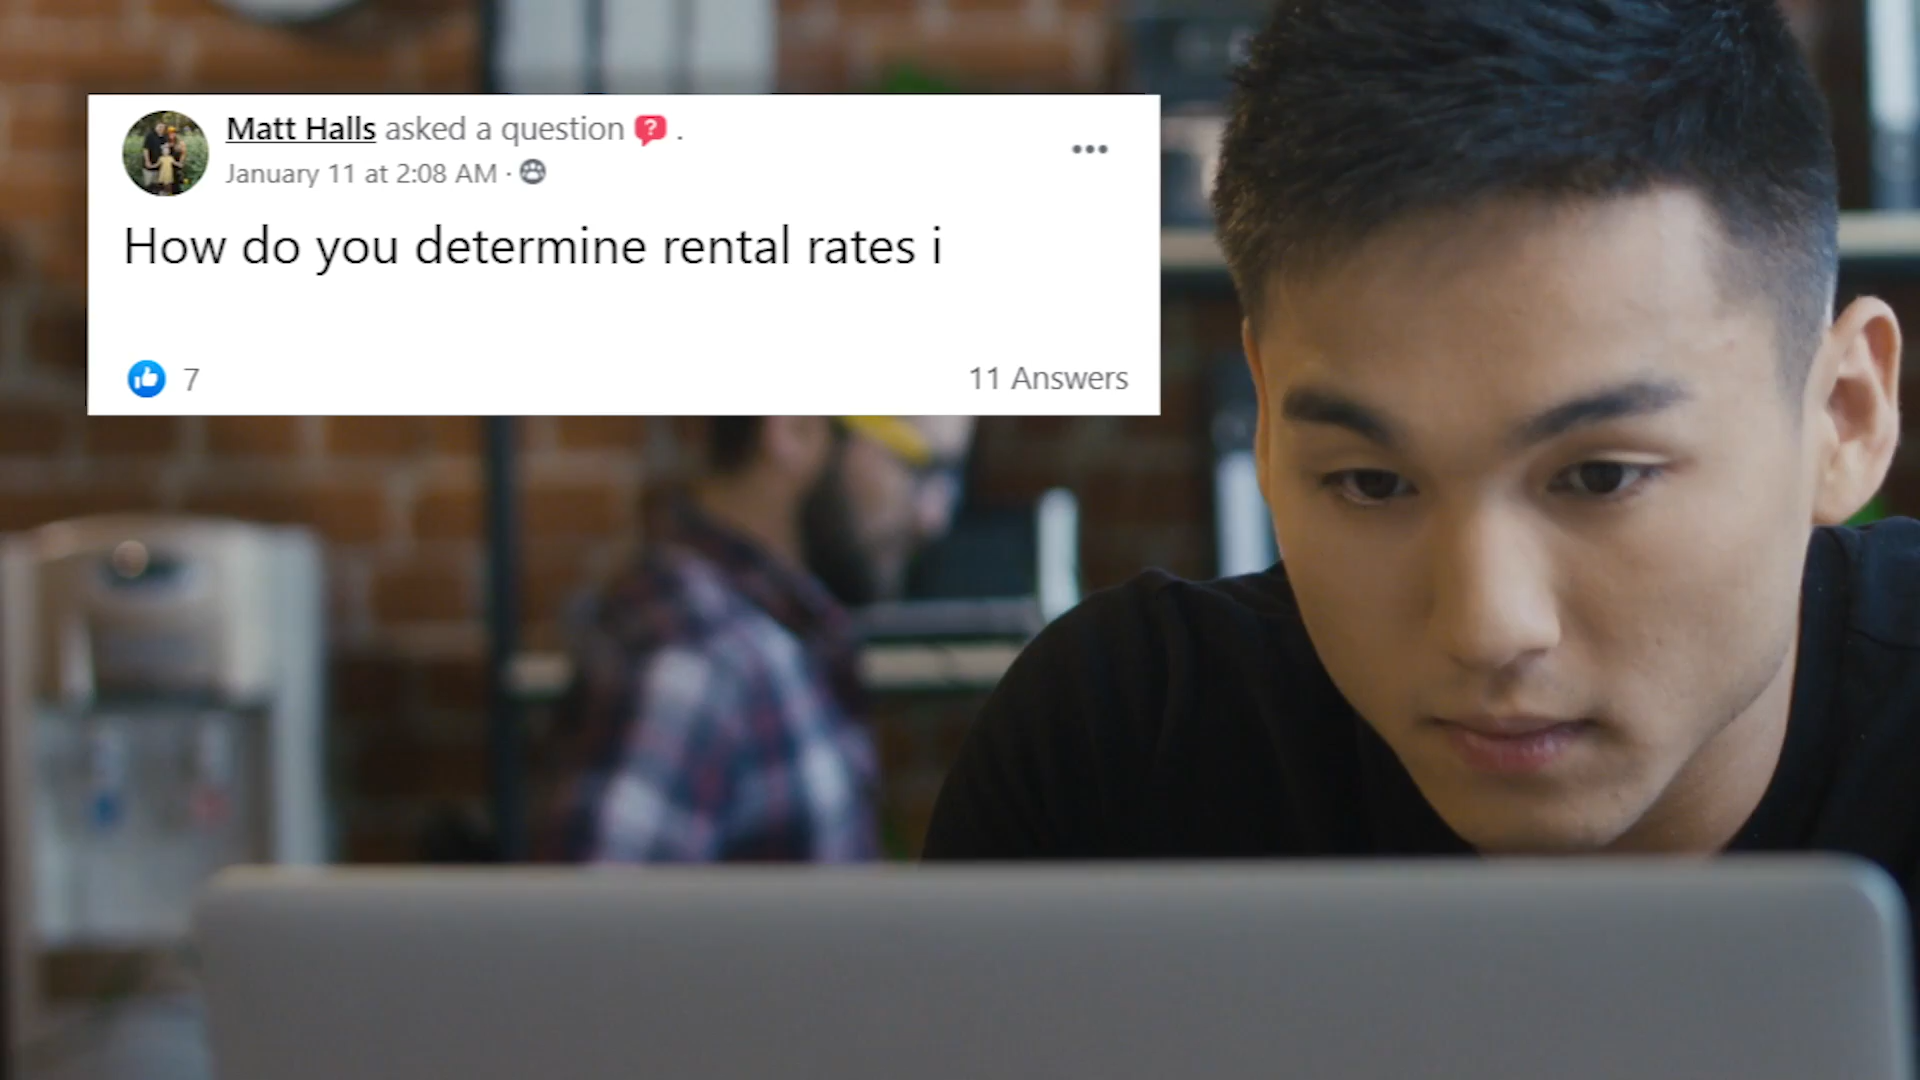 Matt Halls asked a question ? .
January 11 at 2:08 AM ·
How do you determine rental rates i
7
11 Answers